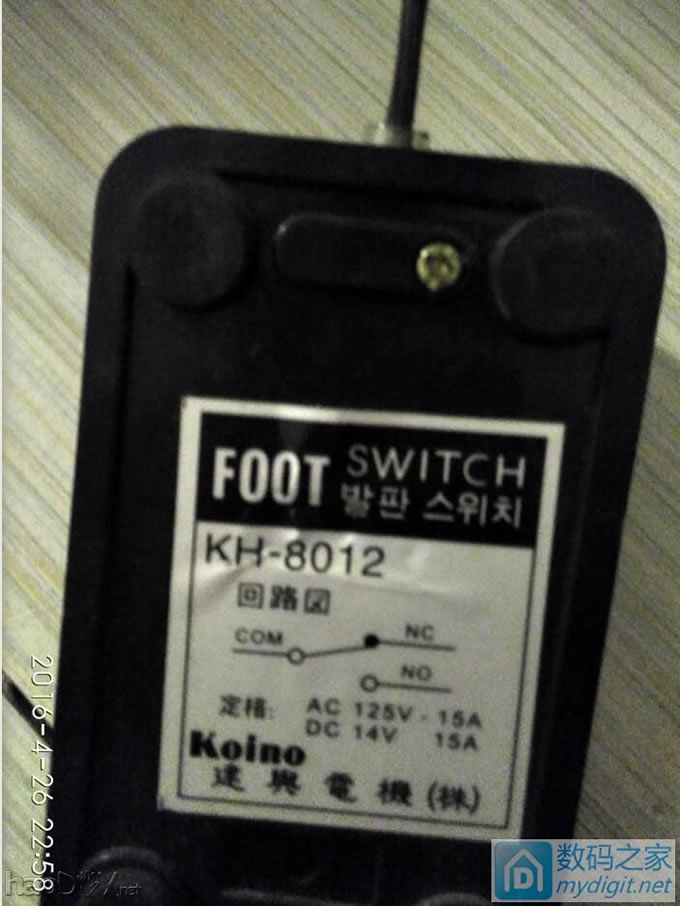 FOOT SWITCH
발판 스위치
KH-8012
回路図
COM NC
NO
定格: AC 125V - 15A
DC 14V 15A
Koino
建興電機(株)
2016-4-26 22:58
数码之家
mydigit.net